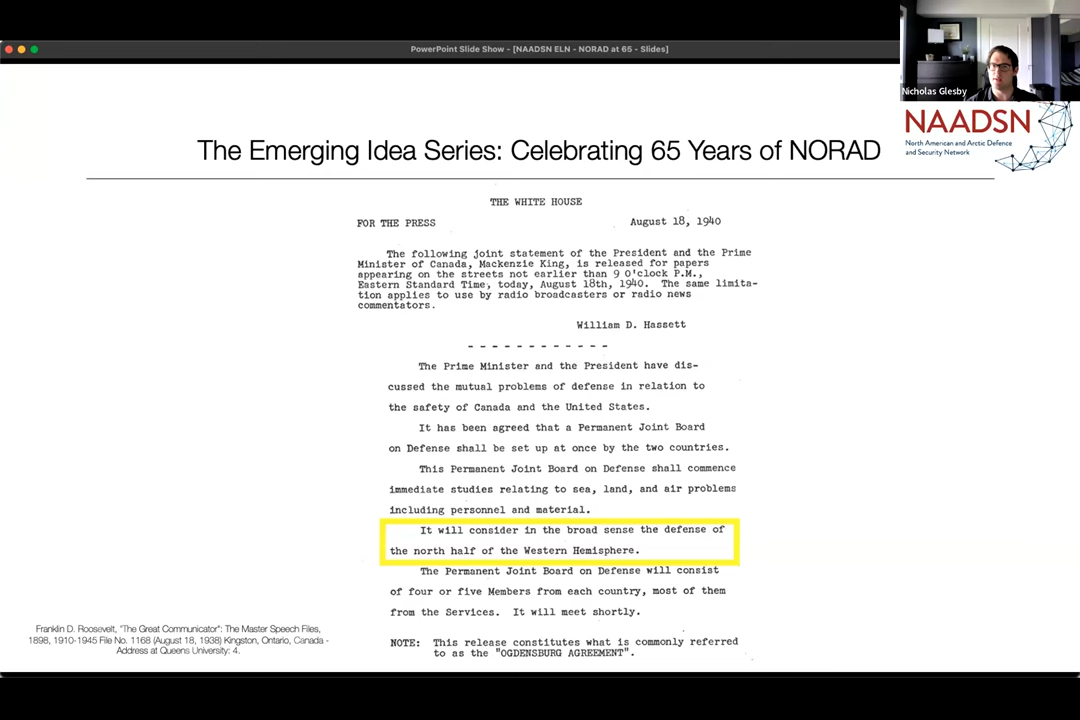 PowerPoint Slide Show - [NAADSN ELN - NORAD at 65 - Slides]
Nicholas Glesby
NAADSN
North American and Arctic Defence
and Security Network
The Emerging Idea Series: Celebrating 65 Years of NORAD
THE WHITE HOUSE
FOR THE PRESS August 18, 1940
The following joint statement of the President and the Prime
Minister of Canada, Mackenzie King, is released for papers
appearing on the streets not earlier than 9 O'clock P.M.,
Eastern Standard Time, today, August 18th, 1940. The same limita-
tion applies to use by radio broadcasters or radio news
commentators.
William D. Hassett
- - - - - - - - - - - -
The Prime Minister and the President have dis-
cussed the mutual problems of defense in relation to
the safety of Canada and the United States.
It has been agreed that a Permanent Joint Board
on Defense shall be set up at once by the two countries.
This Permanent Joint Board on Defense shall commence
immediate studies relating to sea, land, and air problems
including personnel and material.
It will consider in the broad sense the defense of
the north half of the Western Hemisphere.
The Permanent Joint Board on Defense will consist
of four or five Members from each country, most of them
from the Services. It will meet shortly.
NOTE: This release constitutes what is commonly referred
to as the "OGDENSBURG AGREEMENT".
Franklin D. Roosevelt, "The Great Communicator": The Master Speech Files,
1898, 1910-1945 File No. 1168 (August 18, 1938) Kingston, Ontario, Canada -
Address at Queens University: 4.